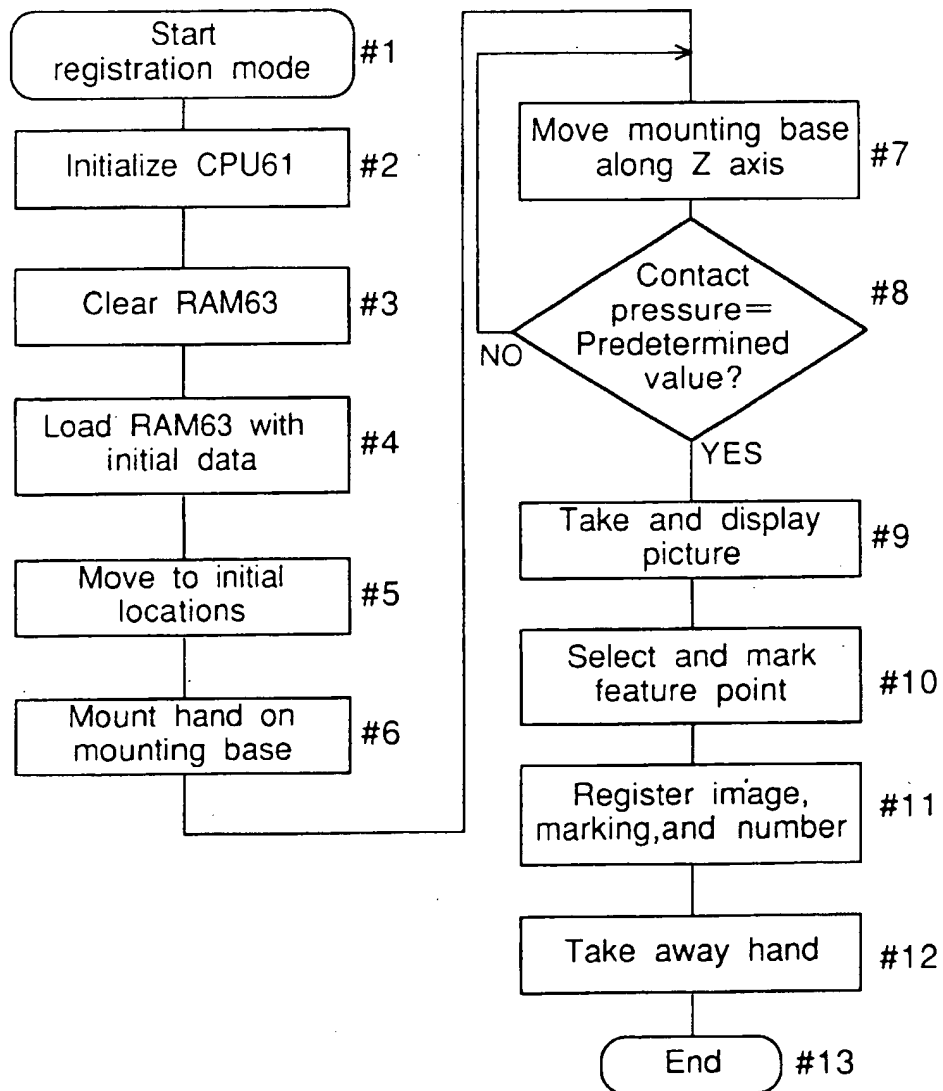 Start
registration mode
#1
Initialize CPU61
#2
Clear RAM63
#3
Load RAM63 with
initial data
#4
Move to initial
locations
#5
Mount hand on
mounting base
#6
Move mounting base
along Z axis
#7
Contact
pressure=
Predetermined
value?
#8
NO
YES
Take and display
picture
#9
Select and mark
feature point
#10
Register image,
marking,and number
#11
Take away hand
#12
End
#13